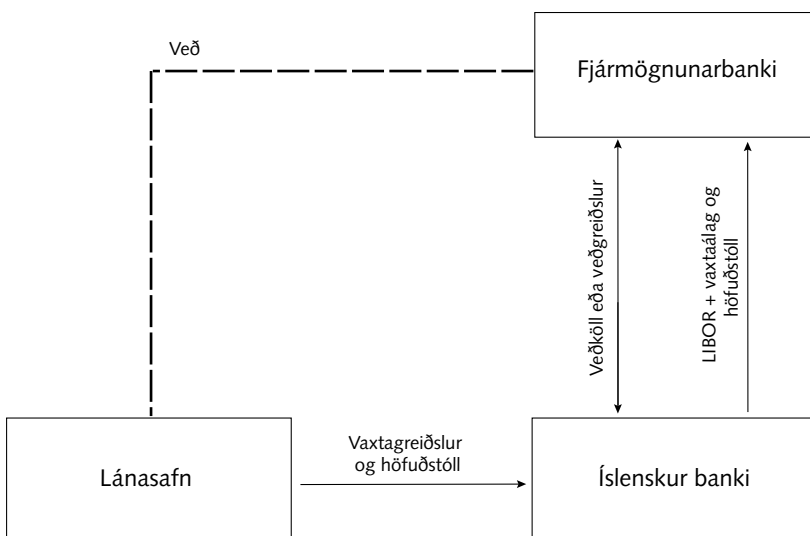 Veð
Fjármögnunarbanki
Veðköll eða veðgreiðslur
LIBOR + vaxtaálag og
höfuðstóll
Vaxtagreiðslur
og höfuðstóll
Lánasafn
Íslenskur banki